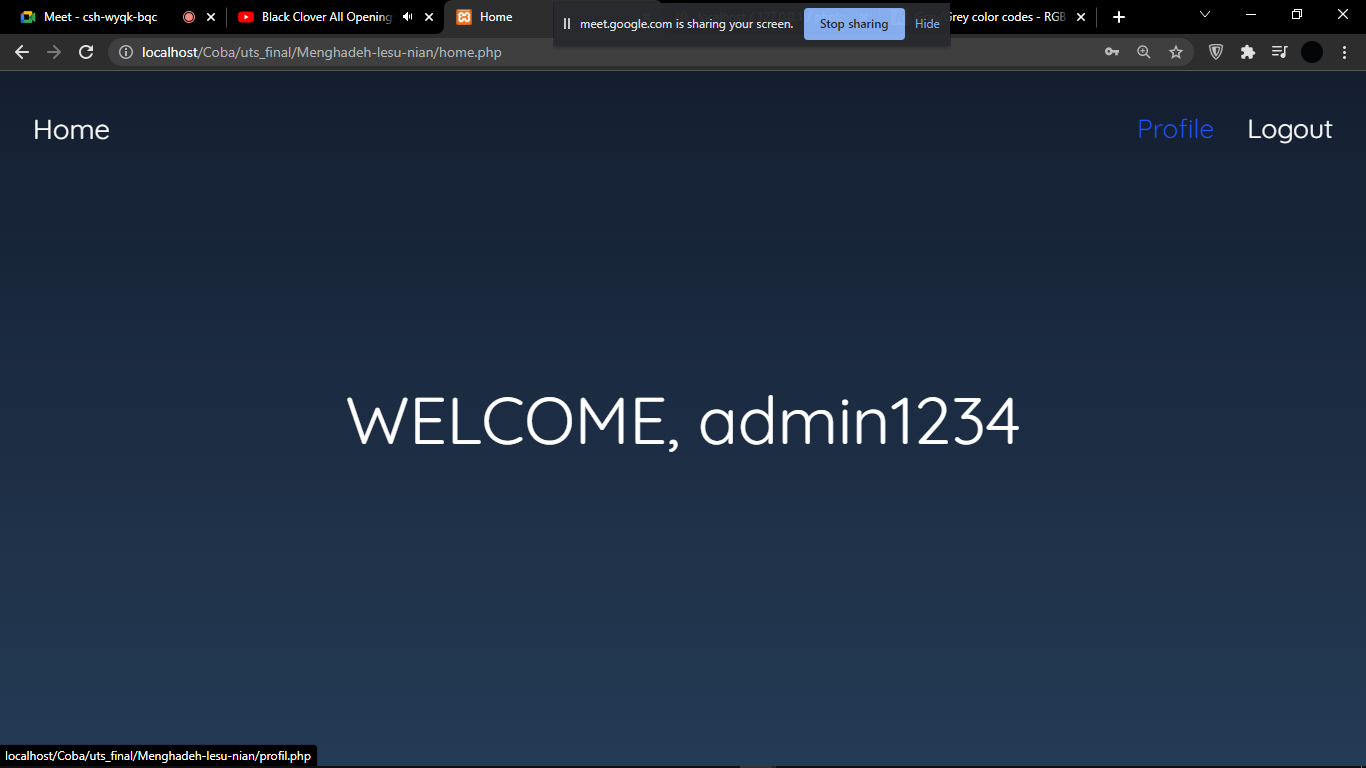 Meet - csh-wyqk-bqc
Black Clover All Opening
Home
meet.google.com is sharing your screen.
Stop sharing
Hide
Grey color codes - RGB
localhost/Coba/uts_final/Menghadeh-lesu-nian/home.php
Home
Profile
Logout
WELCOME, admin1234
localhost/Coba/uts_final/Menghadeh-lesu-nian/profil.php